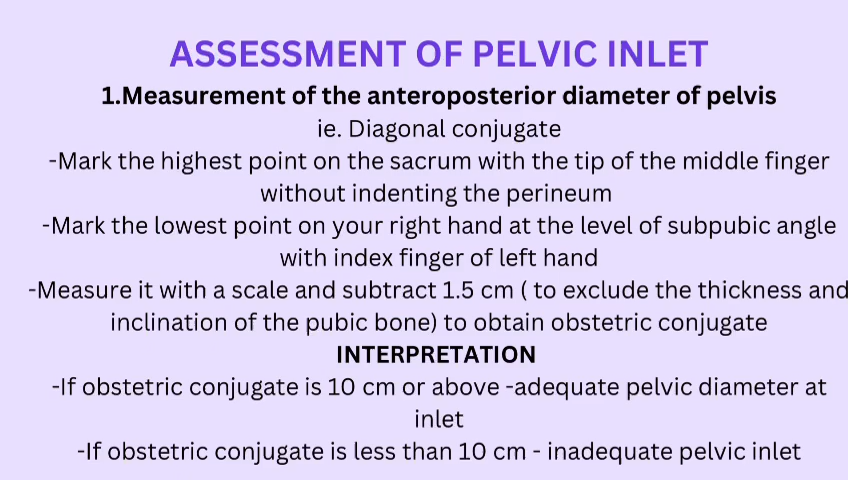 ASSESSMENT OF PELVIC INLET
1.Measurement of the anteroposterior diameter of pelvis
ie. Diagonal conjugate
-Mark the highest point on the sacrum with the tip of the middle finger
without indenting the perineum
-Mark the lowest point on your right hand at the level of subpubic angle
with index finger of left hand
-Measure it with a scale and subtract 1.5 cm ( to exclude the thickness and
inclination of the pubic bone) to obtain obstetric conjugate
INTERPRETATION
-If obstetric conjugate is 10 cm or above -adequate pelvic diameter at
inlet
-If obstetric conjugate is less than 10 cm - inadequate pelvic inlet